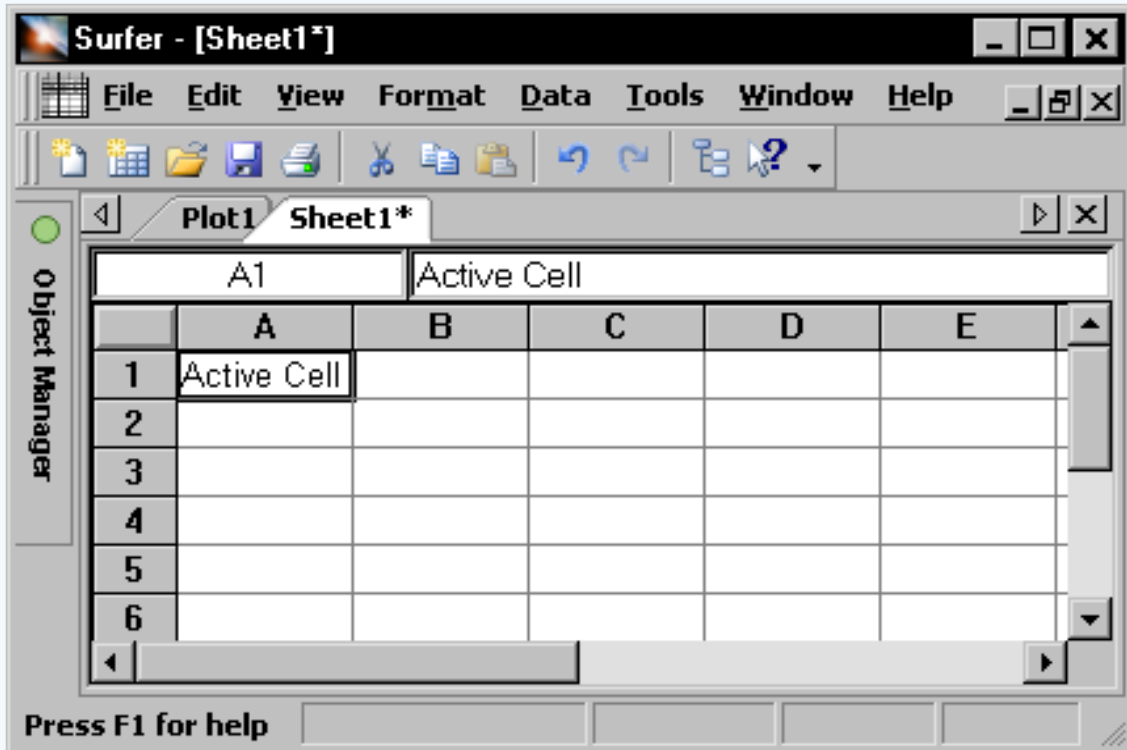 Surfer - [Sheet1*]
File Edit View Format Data Tools Window Help
Plot1 Sheet1*
Object Manager
A1 Active Cell
A B C D E
1 Active Cell
2
3
4
5
6
Press F1 for help